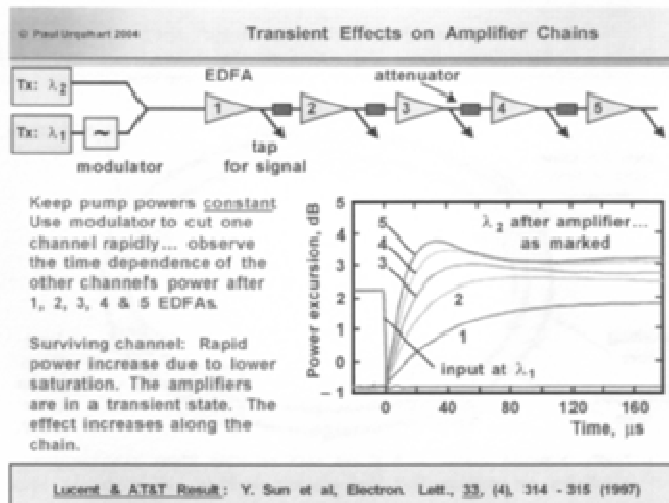 © Paul Urquhart 2004
Transient Effects on Amplifier Chains
Tx: λ2
Tx: λ1
~
modulator
EDFA
attenuator
1
2
3
4
5
tap
for signal
Keep pump powers constant
Use modulator to cut one
channel rapidly... observe
the time dependence of the
other channel's power after
1, 2, 3, 4 & 5 EDFAs.
Surviving channel: Rapid
power increase due to lower
saturation. The amplifiers
are in a transient state. The
effect increases along the
chain.
Power excursion, dB
5
4
3
2
1
0
-1
5
4
3
2
1
λ2 after amplifier...
as marked
input at λ1
0
40
80
120
160
Time, µs
Lucent & AT&T Result: Y. Sun et al, Electron. Lett., 33, (4), 314 - 315 (1997)